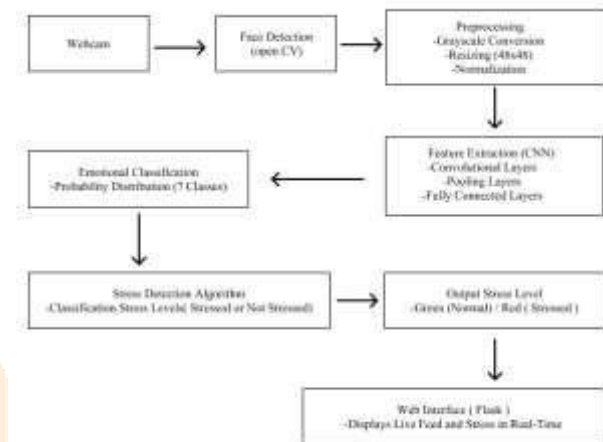 Webcam
Face Detection
(open CV)
Preprocessing
-Grayscale Conversion
-Resizing (48x48)
-Normalization
Feature Extraction (CNN)
-Convolutional Layers
-Pooling Layers
-Fully Connected Layers
Emotional Classification
-Probability Distribution (7 Classes)
Stress Detection Algorithm
-Classification Stress Levels( Stressed or Not Stressed)
Output Stress Level
-Green (Normal) / Red ( Stressed )
Web Interface ( Flask )
-Displays Live Feed and Stress in Real-Time